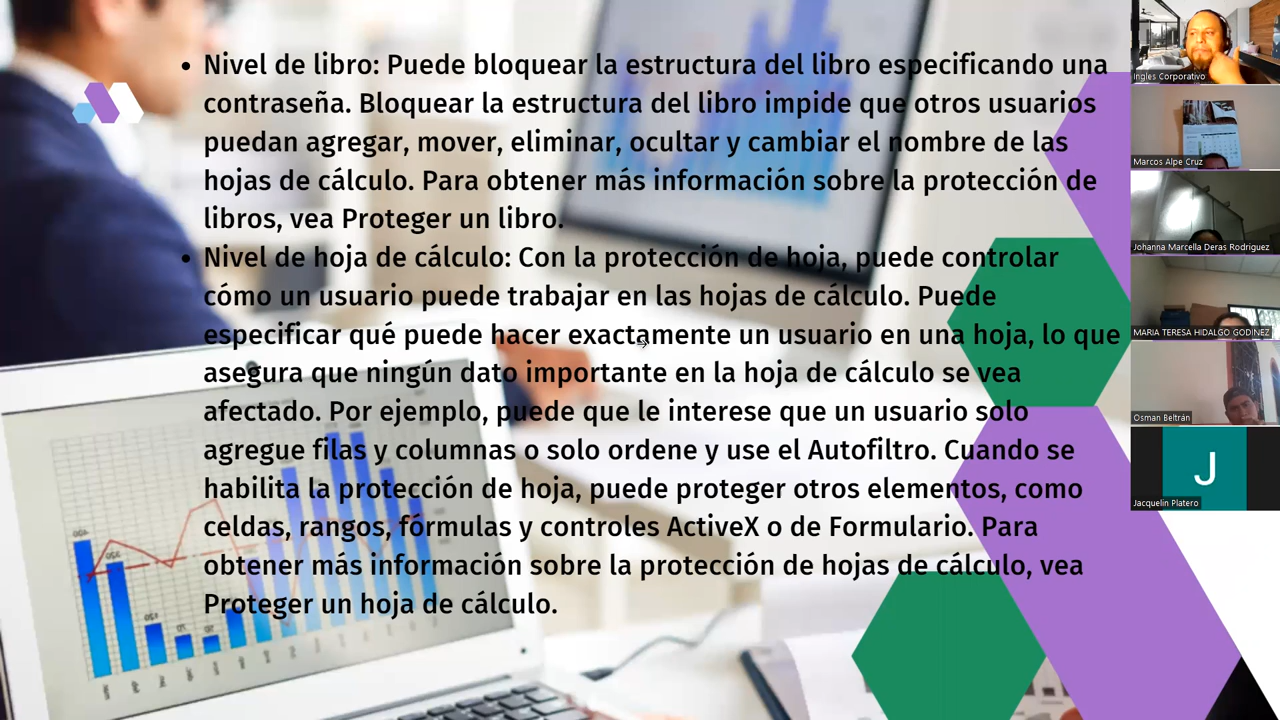 Nivel de libro: Puede bloquear la estructura del libro especificando una
contraseña. Bloquear la estructura del libro impide que otros usuarios
puedan agregar, mover, eliminar, ocultar y cambiar el nombre de las
hojas de cálculo. Para obtener más información sobre la protección de
libros, vea Proteger un libro.
Nivel de hoja de cálculo: Con la protección de hoja, puede controlar
cómo un usuario puede trabajar en las hojas de cálculo. Puede
especificar qué puede hacer exactamente un usuario en una hoja, lo que
asegura que ningún dato importante en la hoja de cálculo se vea
afectado. Por ejemplo, puede que le interese que un usuario solo
agregue filas y columnas o solo ordene y use el Autofiltro. Cuando se
habilita la protección de hoja, puede proteger otros elementos, como
celdas, rangos, fórmulas y controles ActiveX o de Formulario. Para
obtener más información sobre la protección de hojas de cálculo, vea
Proteger un hoja de cálculo.
Ingles Corporativo
Marcos Alpe Cruz
Johanna Marcella Deras Rodríguez
MARIA TERESA HIDALGO GODÍNEZ
Osman Beltrán
J
Jacquelin Platero